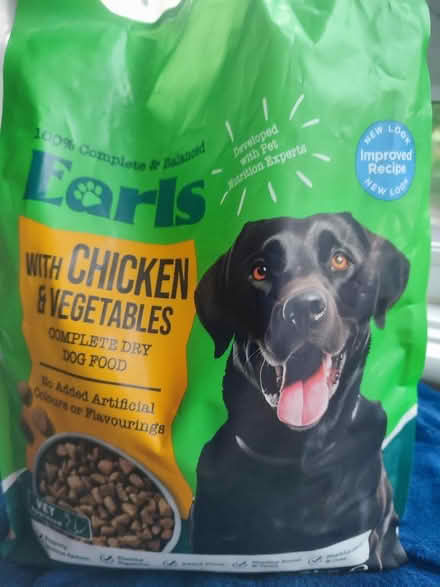 100% Complete & Balanced
Earls
Developed
with Pet
Nutrition Experts
NEW LOOK
Improved
Recipe
NEW LOOK
WITH CHICKEN
& VEGETABLES
COMPLETE DRY
DOG FOOD
No Added Artificial
Colours or Flavourings
VET